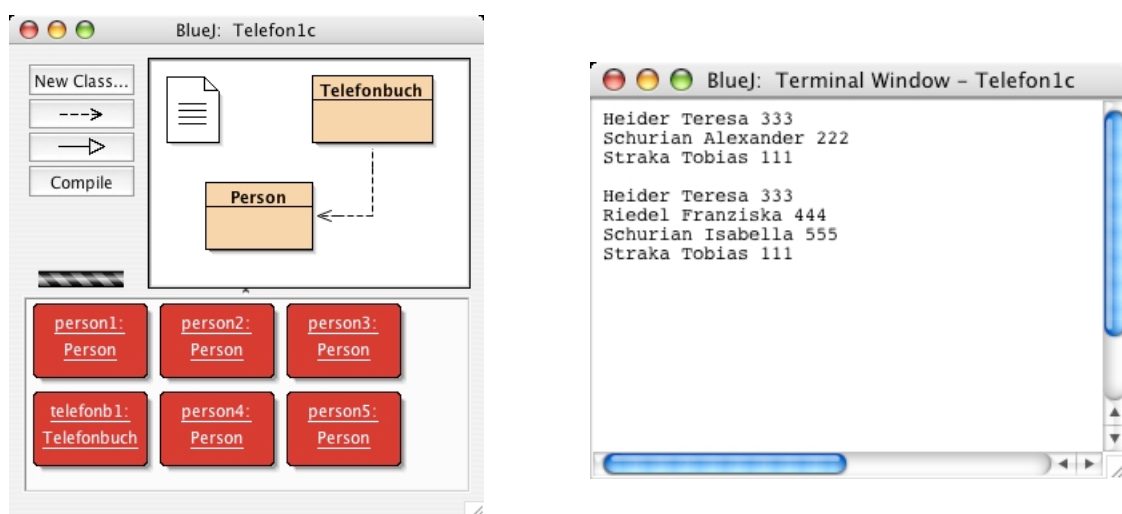 BlueJ: Telefon1c
New Class...
Compile
Telefonbuch
Person
person1:
Person
person2:
Person
person3:
Person
telefonb1:
Telefonbuch
person4:
Person
person5:
Person
BlueJ: Terminal Window – Telefon1c
Heider Teresa 333
Schurian Alexander 222
Straka Tobias 111
Heider Teresa 333
Riedel Franziska 444
Schurian Isabella 555
Straka Tobias 111